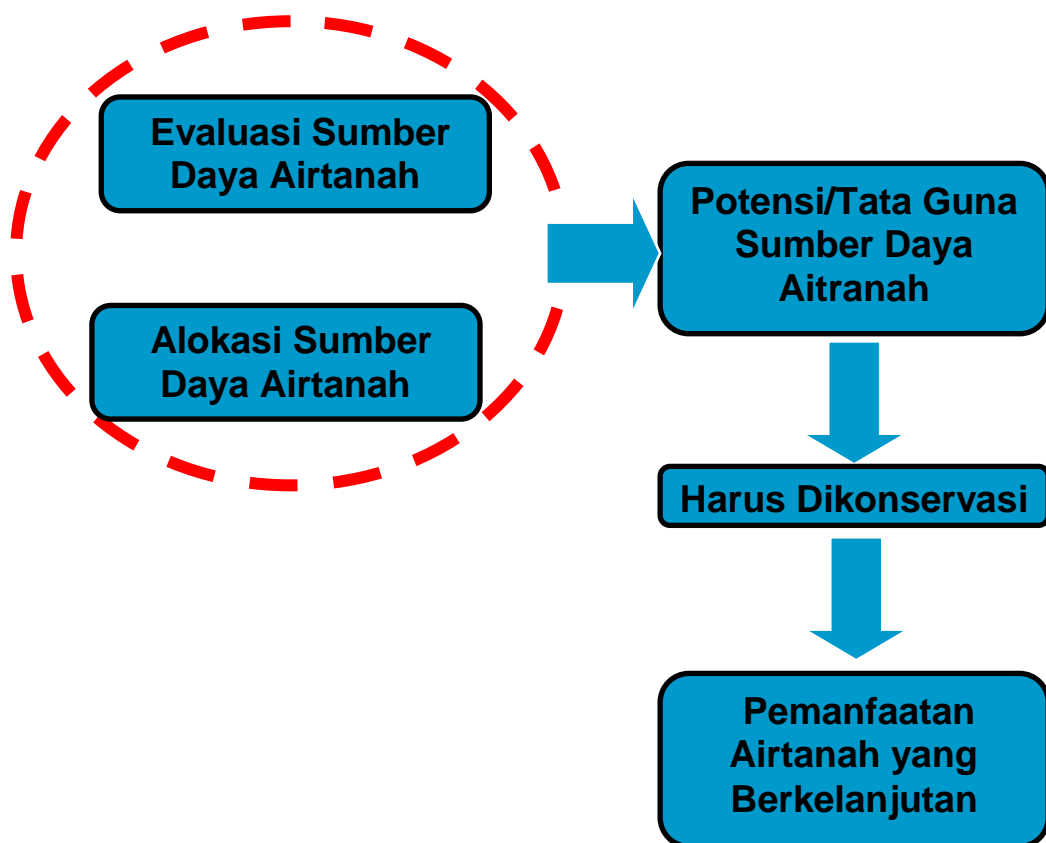 Evaluasi Sumber
Daya Airtanah
Alokasi Sumber
Daya Airtanah
Potensi/Tata Guna
Sumber Daya
Aitranah
Harus Dikonservasi
Pemanfaatan
Airtanah yang
Berkelanjutan